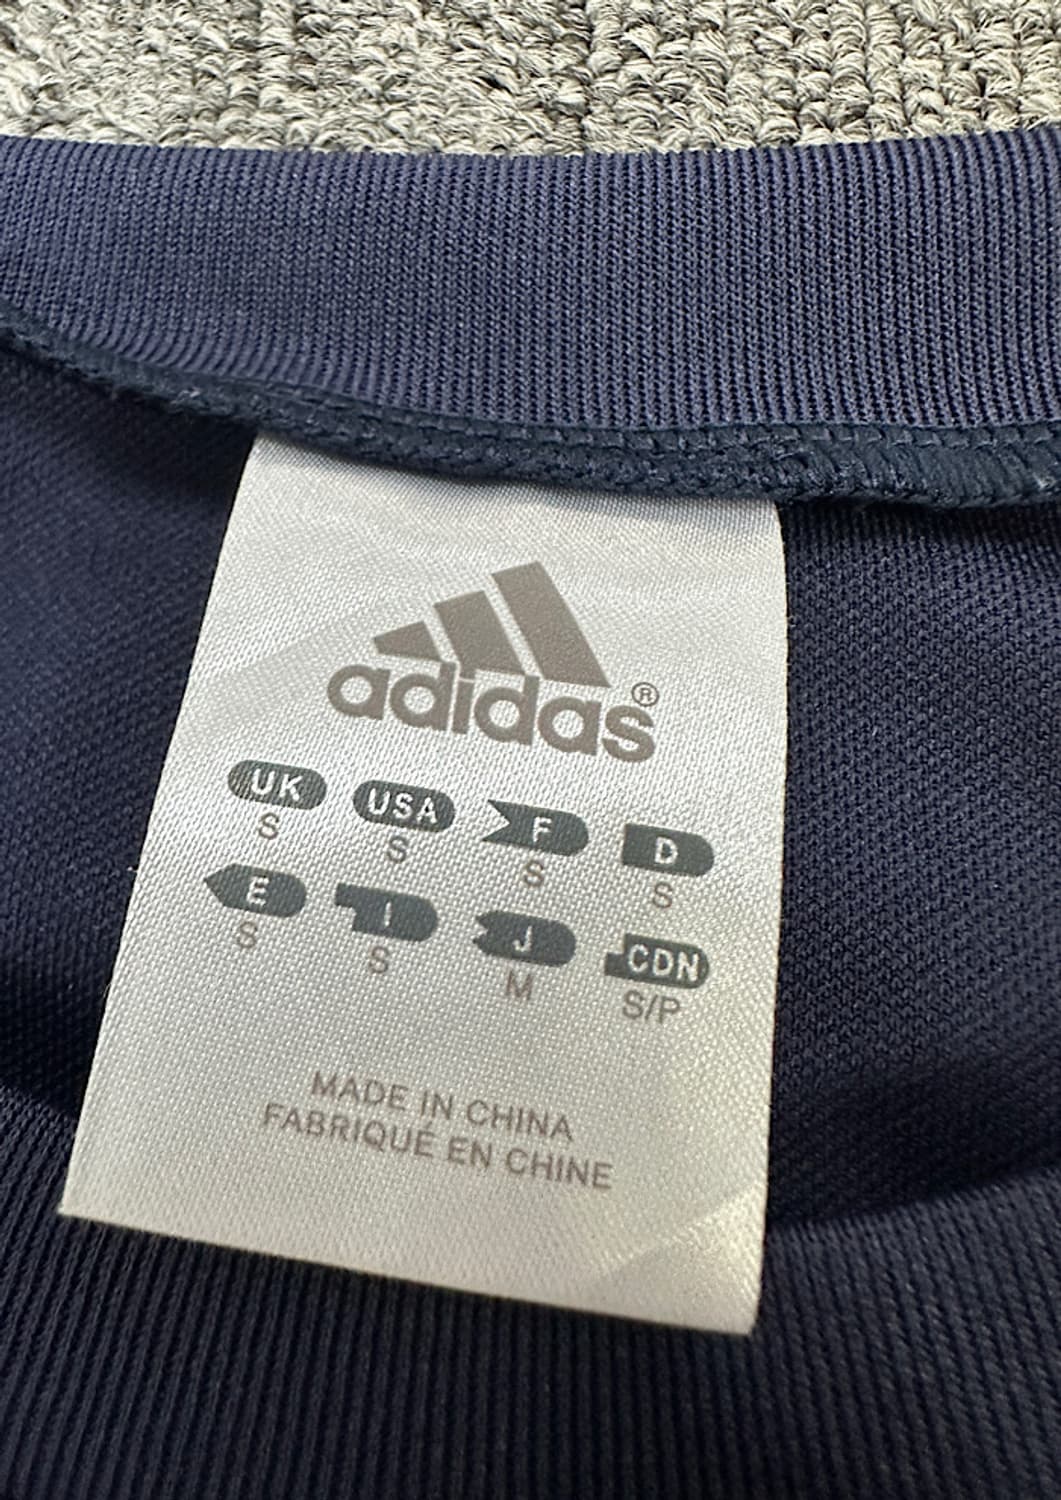 adidas®
UK USA F D
S S S S
E I J CDN
S S M S/P
MADE IN CHINA
FABRIQUÉ EN CHINE